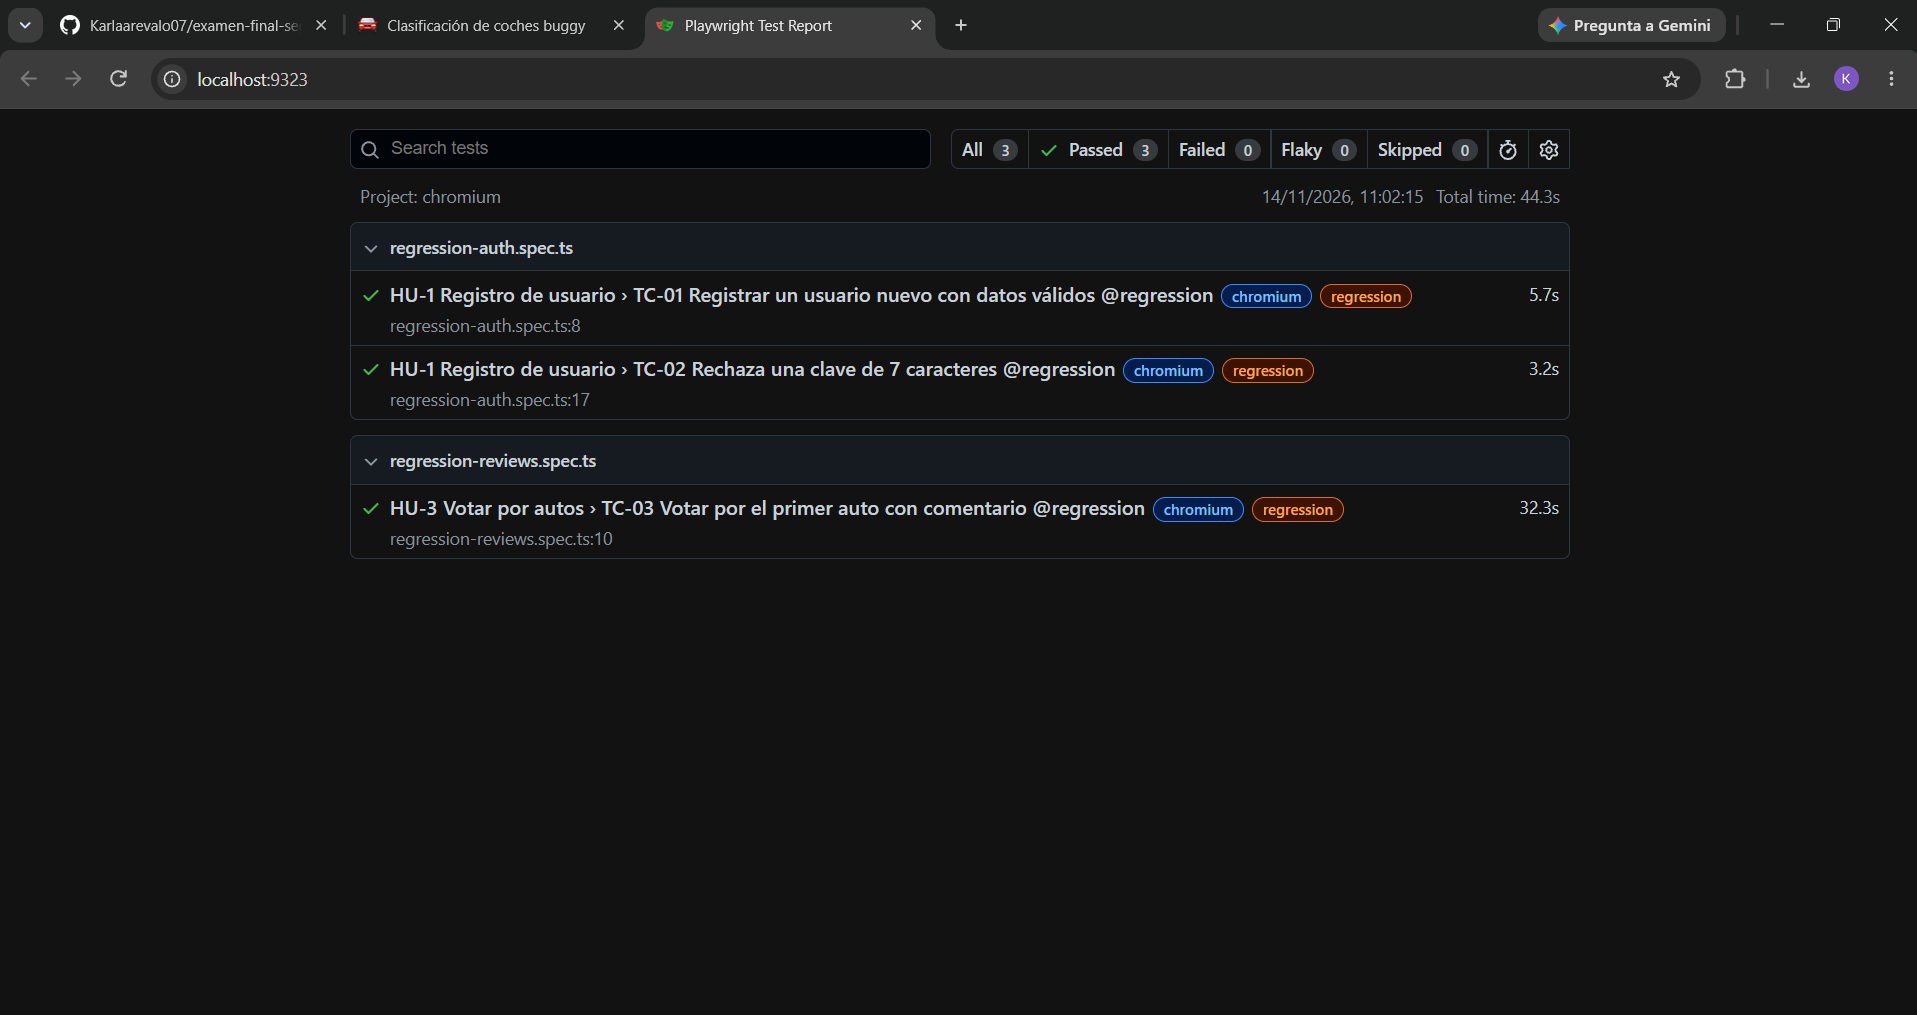 Karlaarevalo07/examen-final-se
Clasificación de coches buggy
Playwright Test Report
Pregunta a Gemini
localhost:9323
K
Search tests
All 3 Passed 3 Failed 0 Flaky 0 Skipped 0
Project: chromium
14/11/2026, 11:02:15 Total time: 44.3s
regression-auth.spec.ts
HU-1 Registro de usuario › TC-01 Registrar un usuario nuevo con datos válidos @regression chromium regression 5.7s
regression-auth.spec.ts:8
HU-1 Registro de usuario › TC-02 Rechaza una clave de 7 caracteres @regression chromium regression 3.2s
regression-auth.spec.ts:17
regression-reviews.spec.ts
HU-3 Votar por autos › TC-03 Votar por el primer auto con comentario @regression chromium regression 32.3s
regression-reviews.spec.ts:10